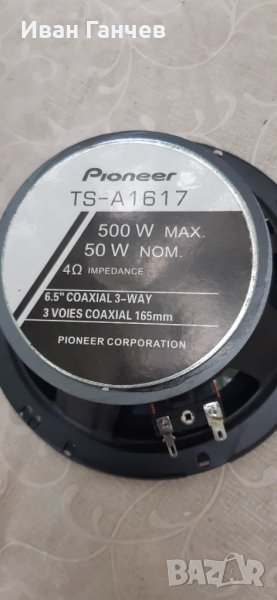 Иван Ганчев
Pioneer
TS-A1617
500 W MAX.
50 W NOM.
4Ω IMPEDANCE
6.5" COAXIAL 3-WAY
3 VOIES COAXIAL 165mm
PIONEER CORPORATION
BAZAR